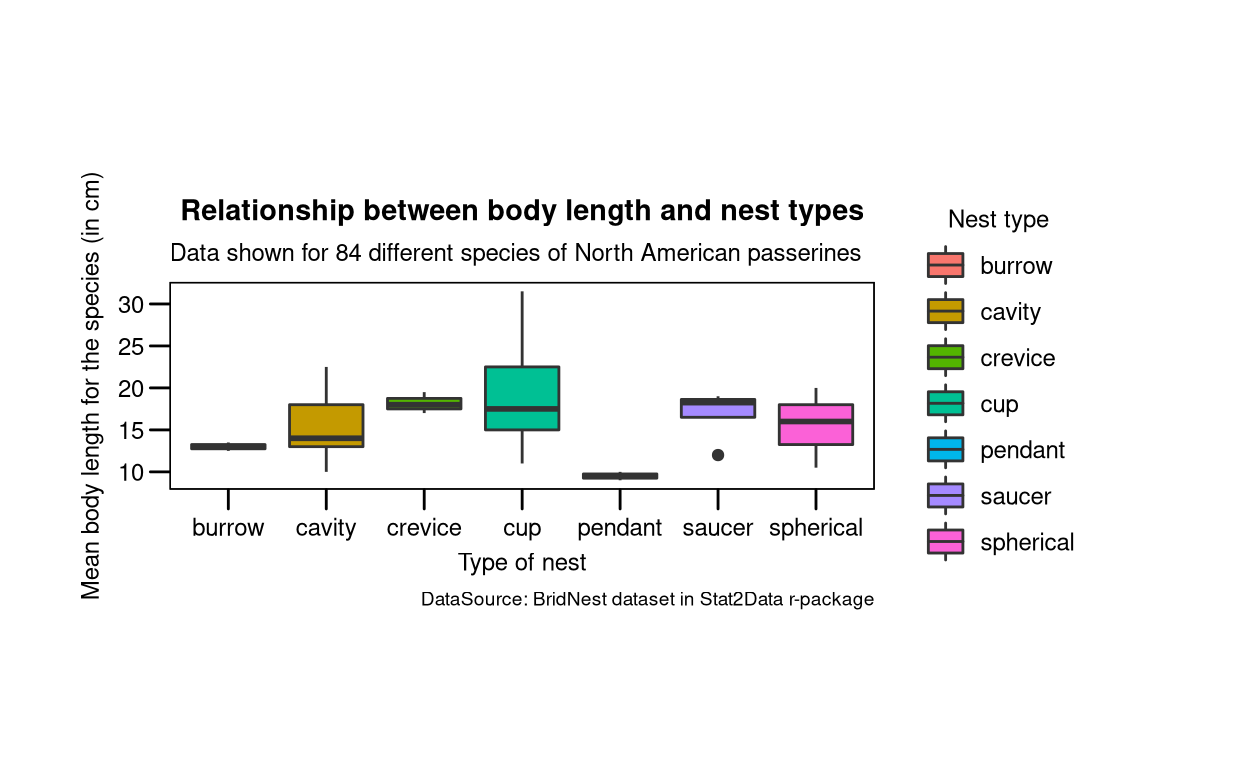 Relationship between body length and nest types
Data shown for 84 different species of North American passerines
Mean body length for the species (in cm)
30
25
20
15
10
burrow cavity crevice cup pendant saucer spherical
Type of nest
DataSource: BridNest dataset in Stat2Data r-package
Nest type
burrow
cavity
crevice
cup
pendant
saucer
spherical